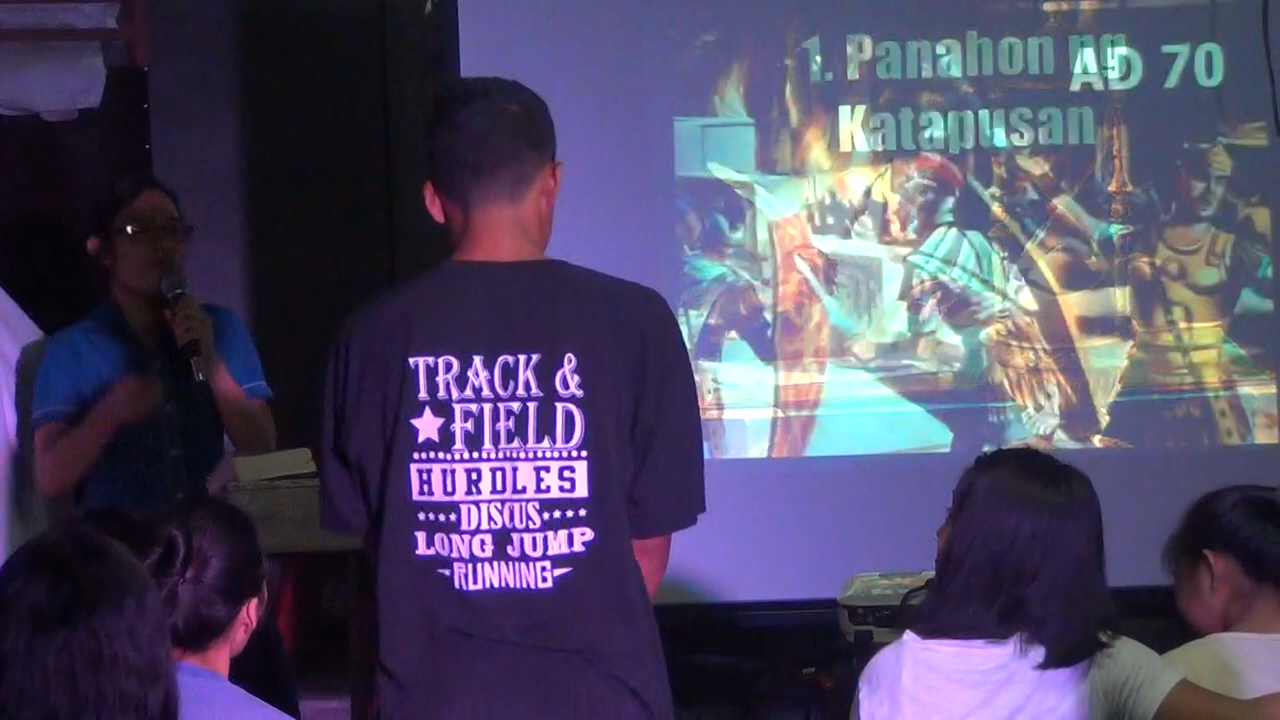 1. Panahon ng
Katapusan
AD 70
TRACK &
FIELD
HURDLES
DISCUS
LONG JUMP
RUNNING